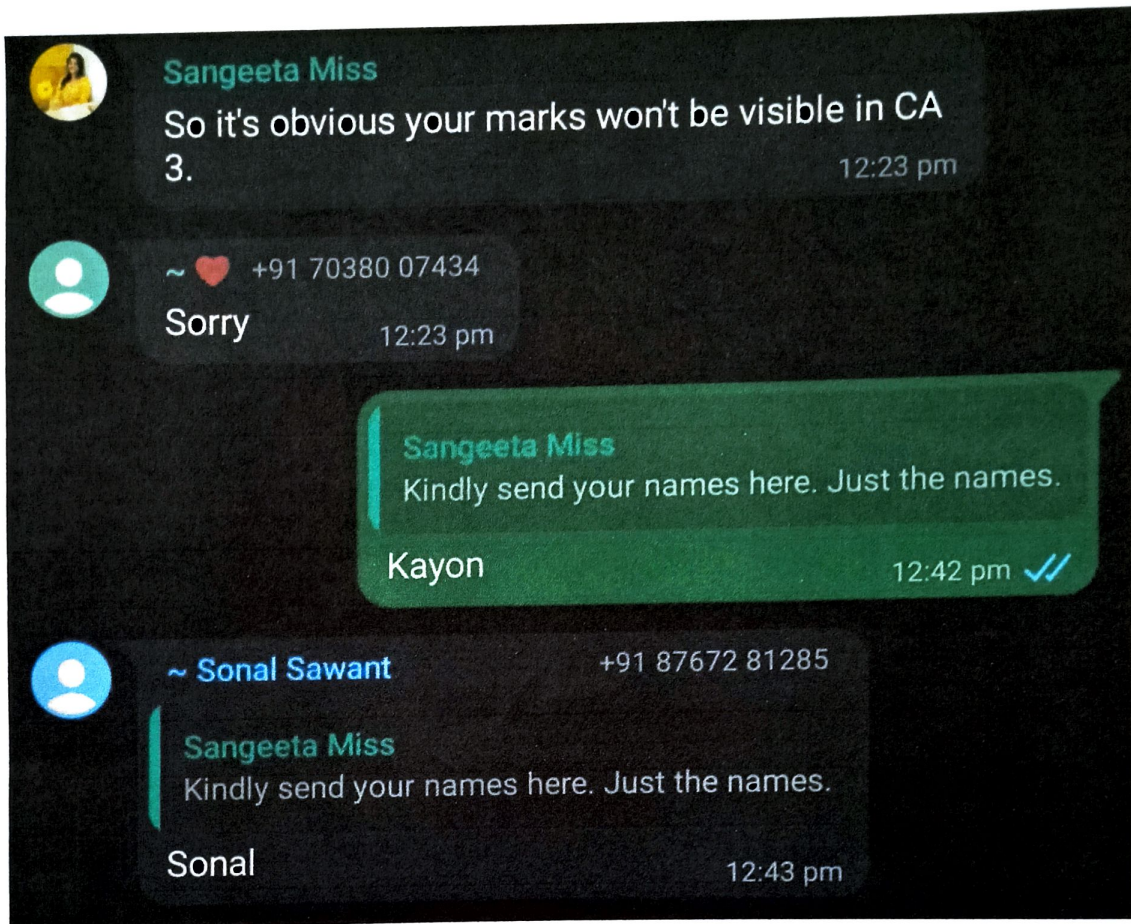 Sangeeta Miss
So it's obvious your marks won't be visible in CA
3.
12:23 pm
~ ❤️ +91 70380 07434
Sorry 12:23 pm
Sangeeta Miss
Kindly send your names here. Just the names.
Kayon 12:42 pm
~ Sonal Sawant +91 87672 81285
Sangeeta Miss
Kindly send your names here. Just the names.
Sonal 12:43 pm